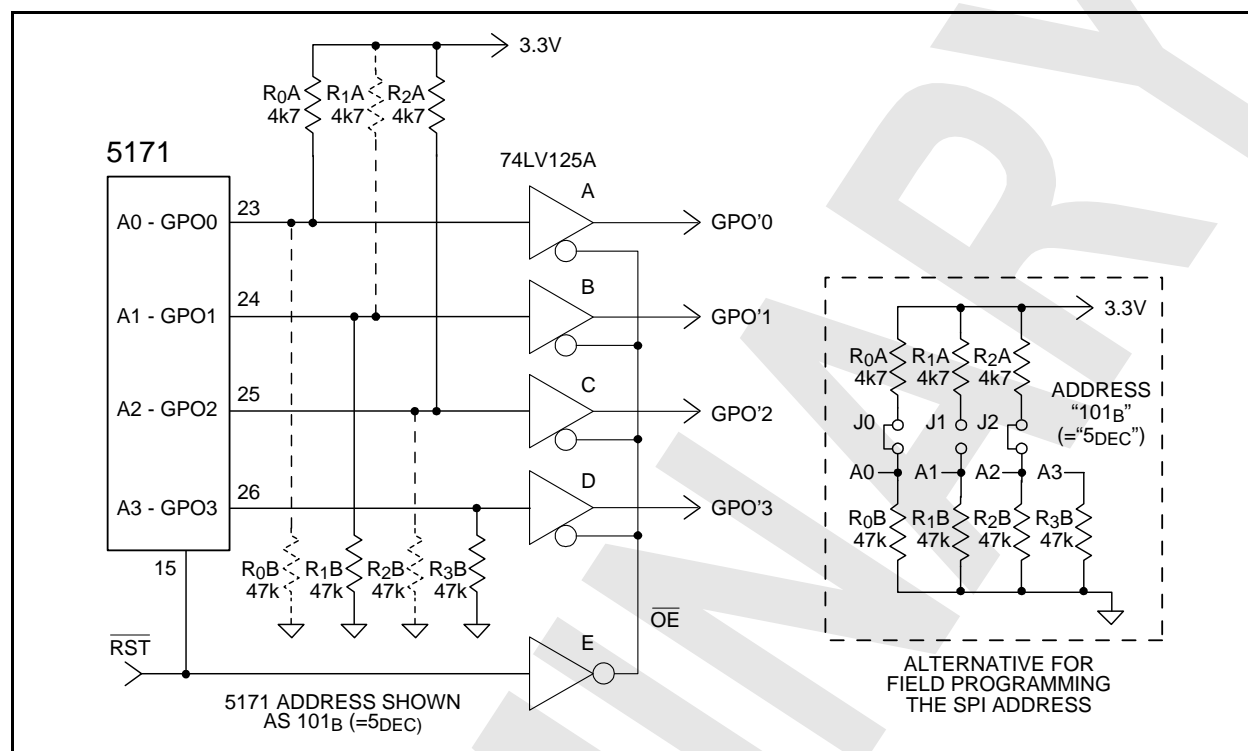 3.3V
R0A
4k7
R1A
4k7
R2A
4k7
5171
74LV125A
A0 - GPO0
23
A
GPO'0
A1 - GPO1
24
B
GPO'1
A2 - GPO2
25
C
GPO'2
A3 - GPO3
26
D
GPO'3
15
R0B
47k
R1B
47k
R2B
47k
R3B
47k
OE
RST
E
5171 ADDRESS SHOWN
AS 101B (=5DEC)
3.3V
R0A
4k7
R1A
4k7
R2A
4k7
ADDRESS
“101B”
(=“5DEC”)
J0
J1
J2
A0
A1
A2
A3
R0B
47k
R1B
47k
R2B
47k
R3B
47k
ALTERNATIVE FOR
FIELD PROGRAMMING
THE SPI ADDRESS
INARY